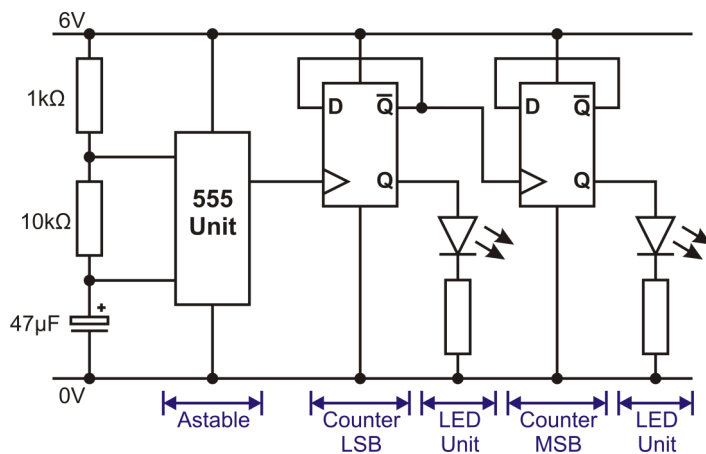 6V
1kΩ
10kΩ
47µF
+
0V
555
Unit
D
Q̅
Q
D
Q̅
Q
Astable
Counter
LSB
LED
Unit
Counter
MSB
LED
Unit